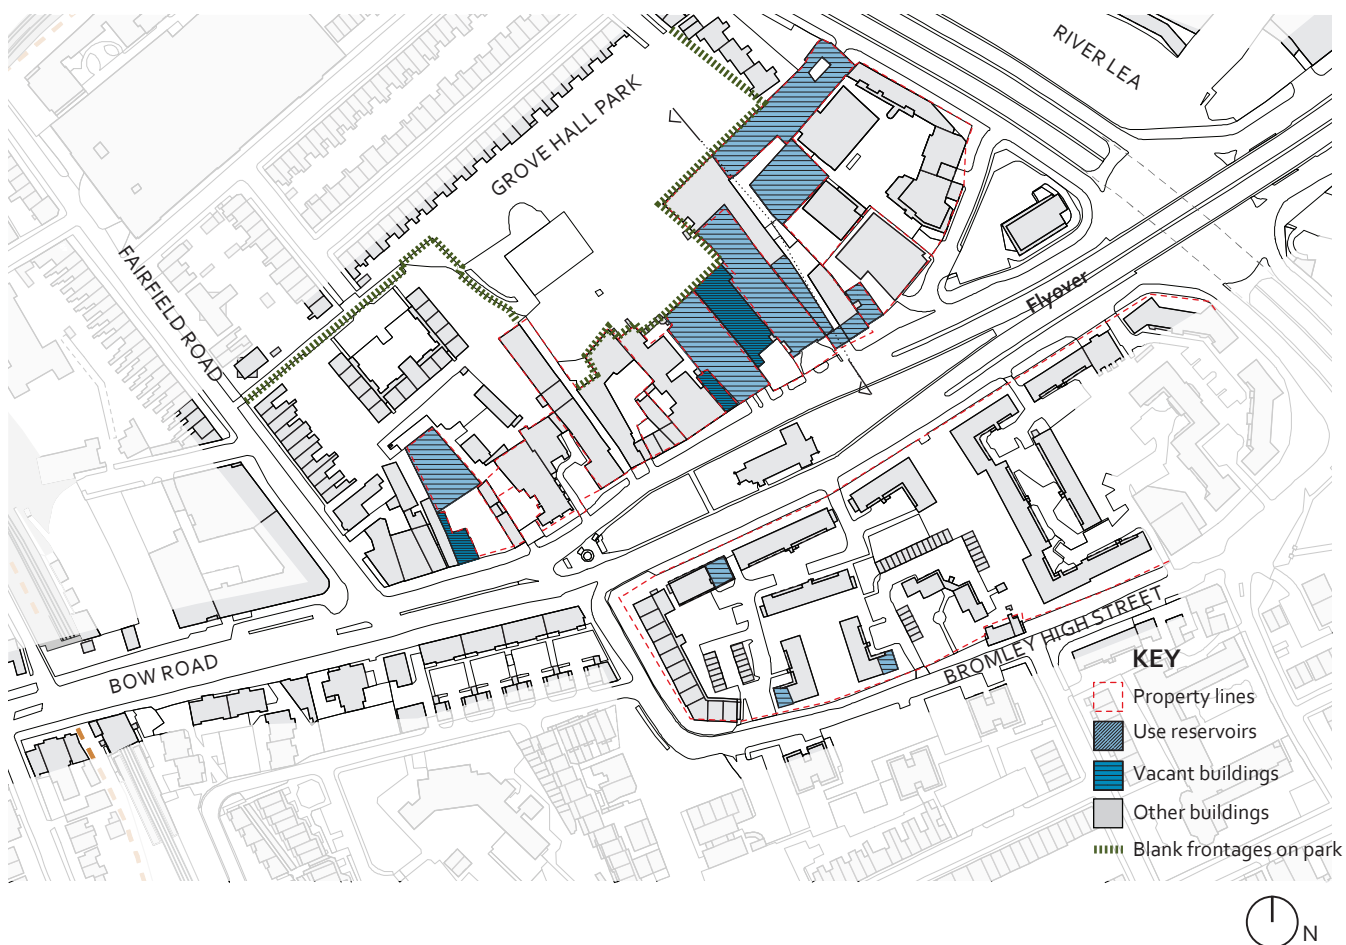 RIVER LEA
GROVE HALL PARK
FAIRFIELD ROAD
Flyover
BOW ROAD
BROMLEY HIGH STREET
KEY
Property lines
Use reservoirs
Vacant buildings
Other buildings
Blank frontages on park
N